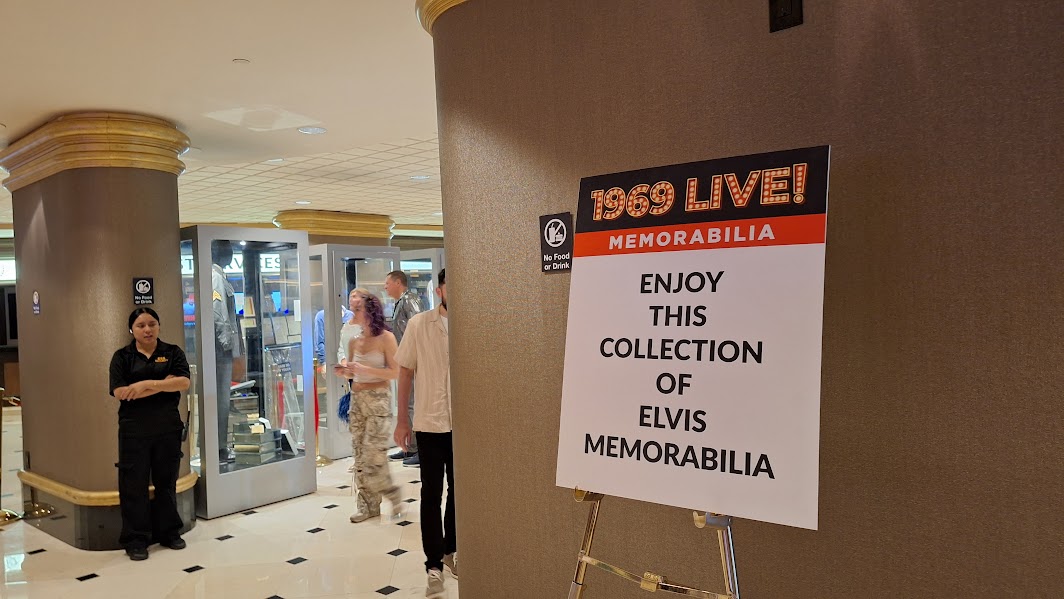 1969 LIVE!
MEMORABILIA
ENJOY
THIS
COLLECTION
OF
ELVIS
MEMORABILIA
No Food
or Drink
No Food
or Drink